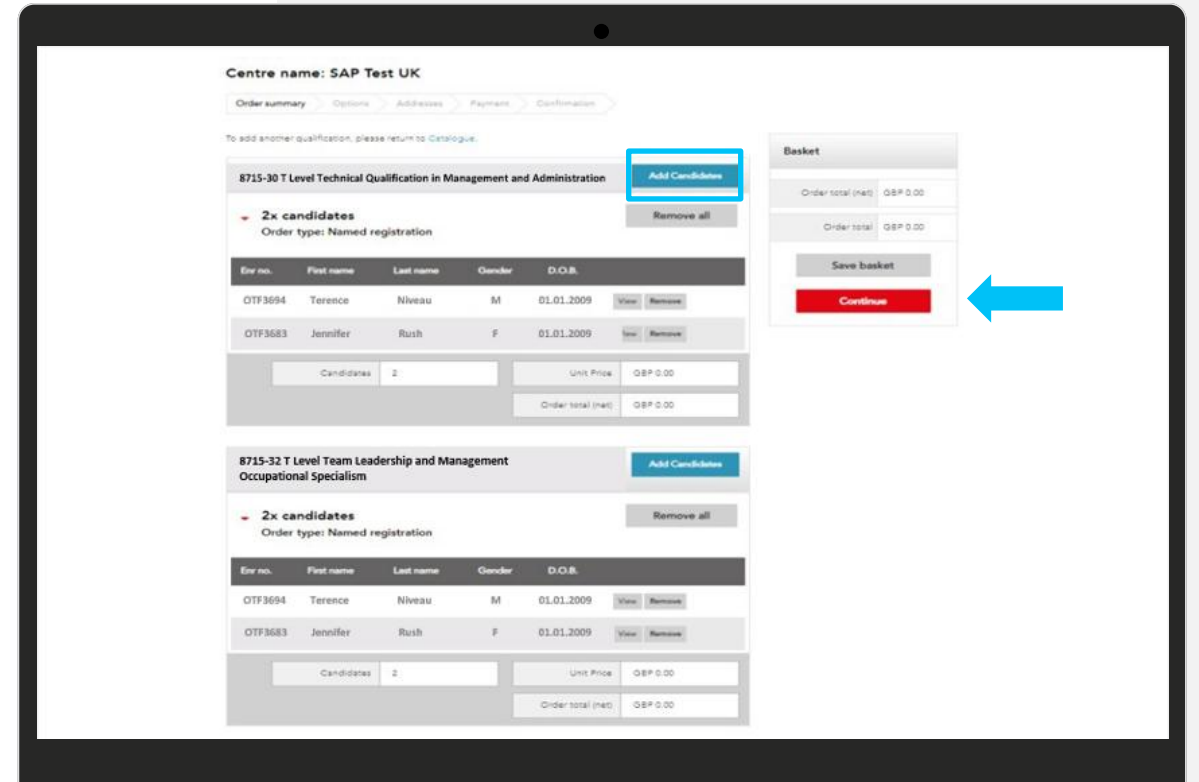 Centre name: SAP Test UK
Order summary Options Addresses Payment Confirmation
To add another qualification, please return to Catalogue.
8715-30 T Level Technical Qualification in Management and Administration Add Candidates
2x candidates Remove all
Order type: Named registration
Enr no. First name Last name Gender D.O.B.
OTF3694 Terence Niveau M 01.01.2009 View Remove
OTF3683 Jennifer Rush F 01.01.2009 Remove
Candidates 2 Unit Price GBP 0.00
Order total (net) GBP 0.00
8715-32 T Level Team Leadership and Management Add Candidates
Occupational Specialism
2x candidates Remove all
Order type: Named registration
Enr no. First name Last name Gender D.O.B.
OTF3694 Terence Niveau M 01.01.2009 View Remove
OTF3683 Jennifer Rush F 01.01.2009 View Remove
Candidates 2 Unit Price GBP 0.00
Order total (net) GBP 0.00
Basket
Order total (net) GBP 0.00
Order total GBP 0.00
Save basket
Continue